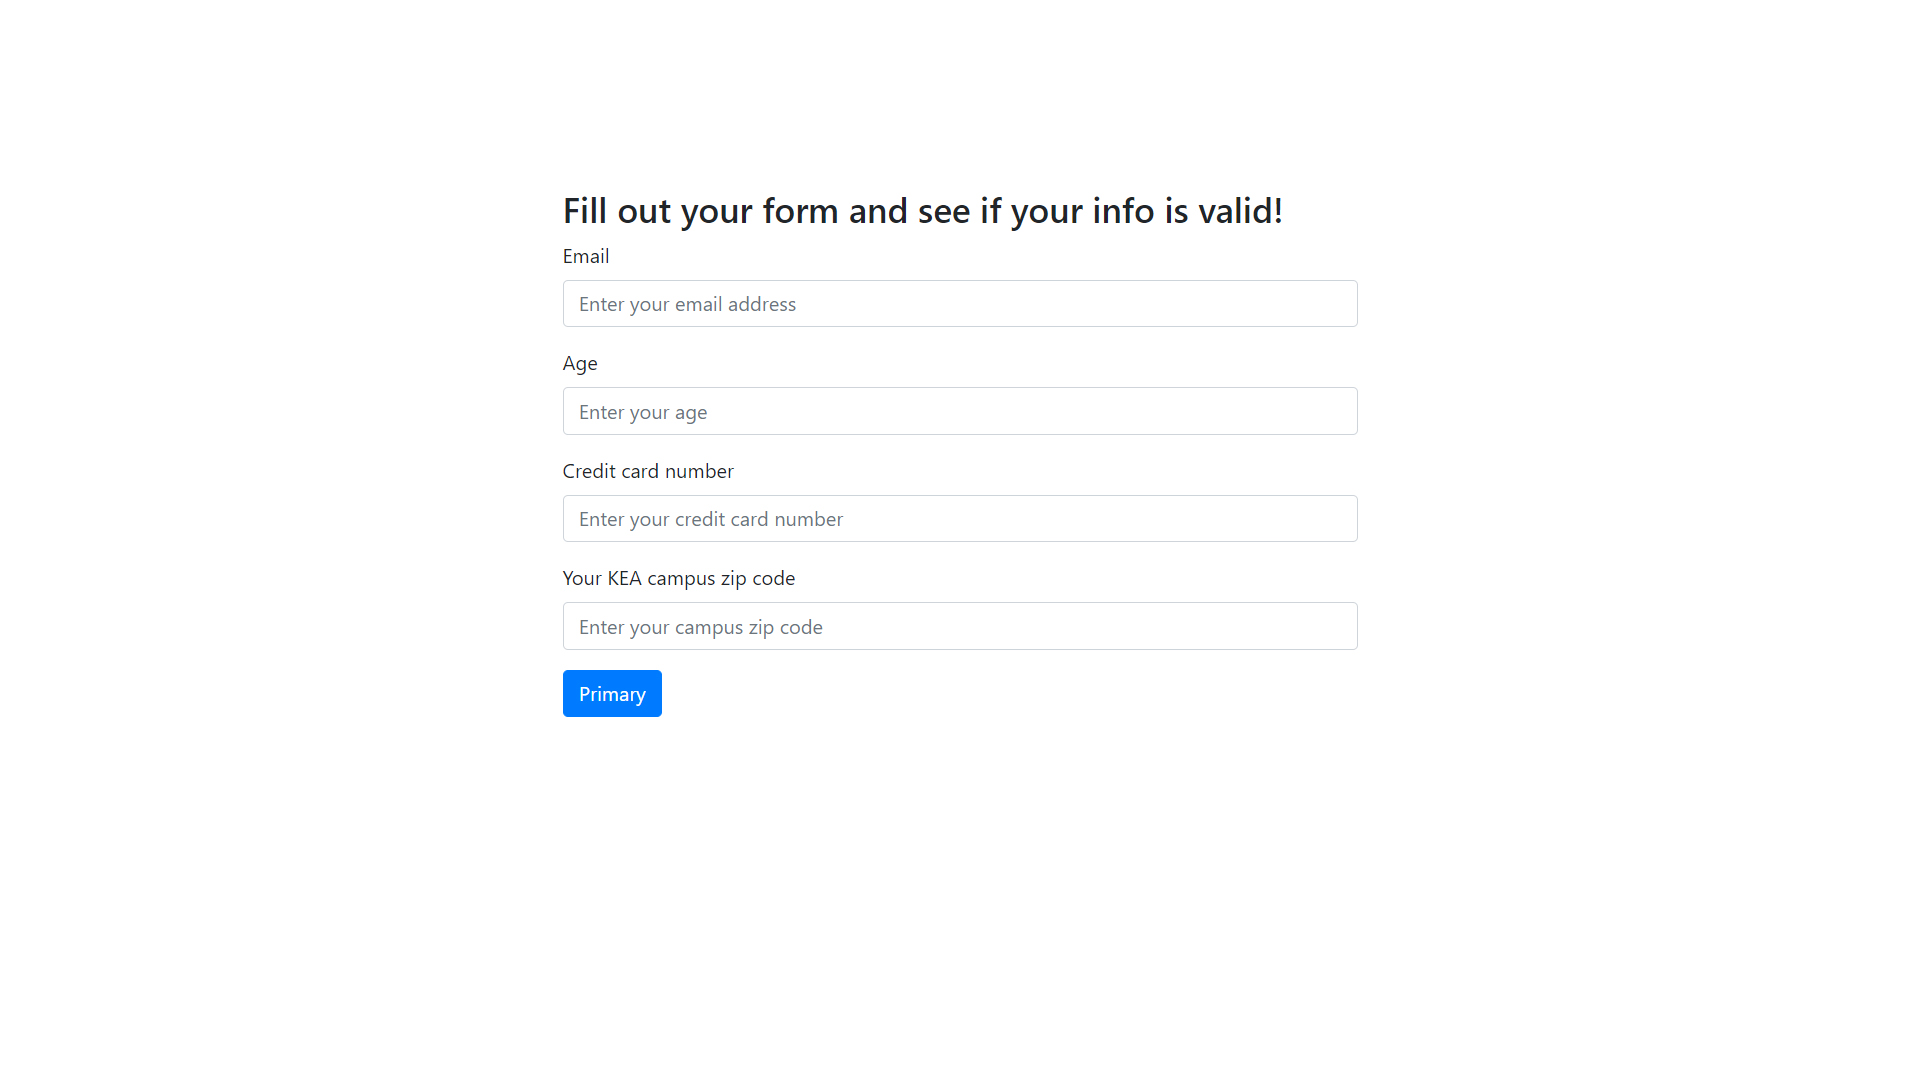 Fill out your form and see if your info is valid!
Email
Enter your email address
Age
Enter your age
Credit card number
Enter your credit card number
Your KEA campus zip code
Enter your campus zip code
Primary